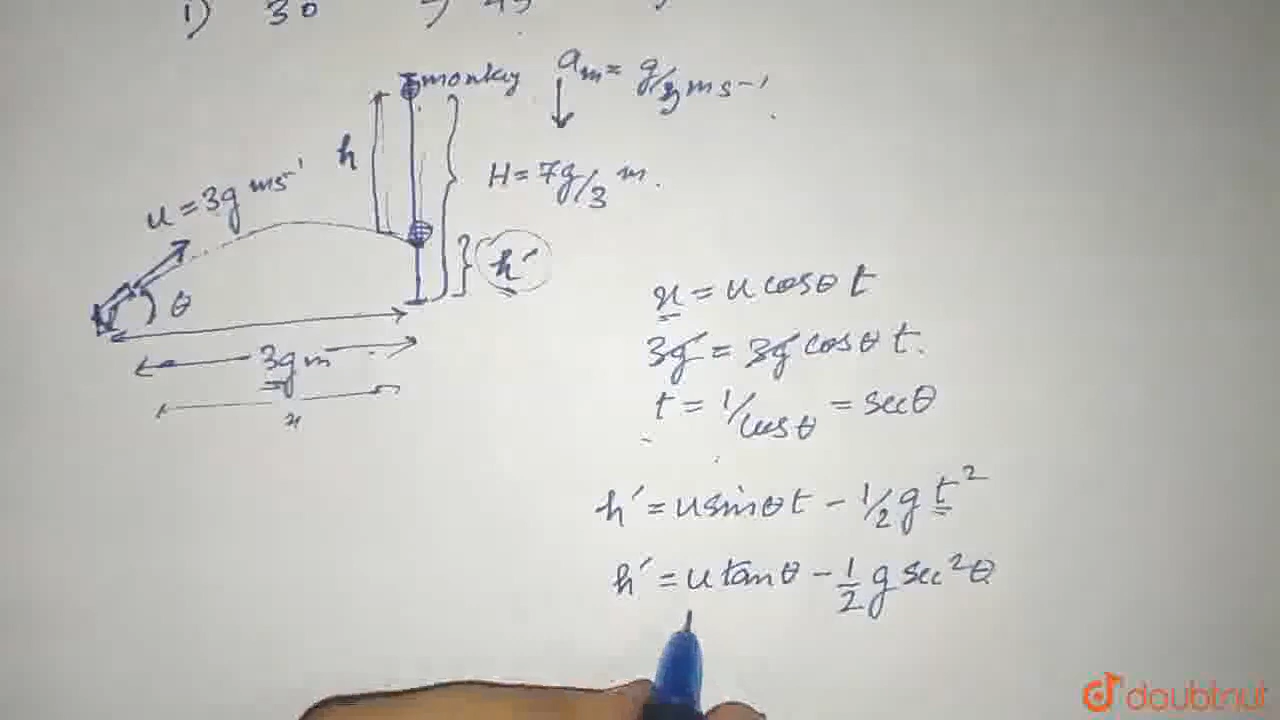 1) 30
monkey
a_m = g/3 ms⁻¹
h
H = 7g/3 m.
u = 3g ms⁻¹
h'
θ
3g m
x
x = u cosθ t
3g = 3g cosθ t.
t = 1/cosθ = secθ
h' = u sinθ t – 1/2 g t²
h' = u tanθ – 1/2 g sec²θ
doubtnut